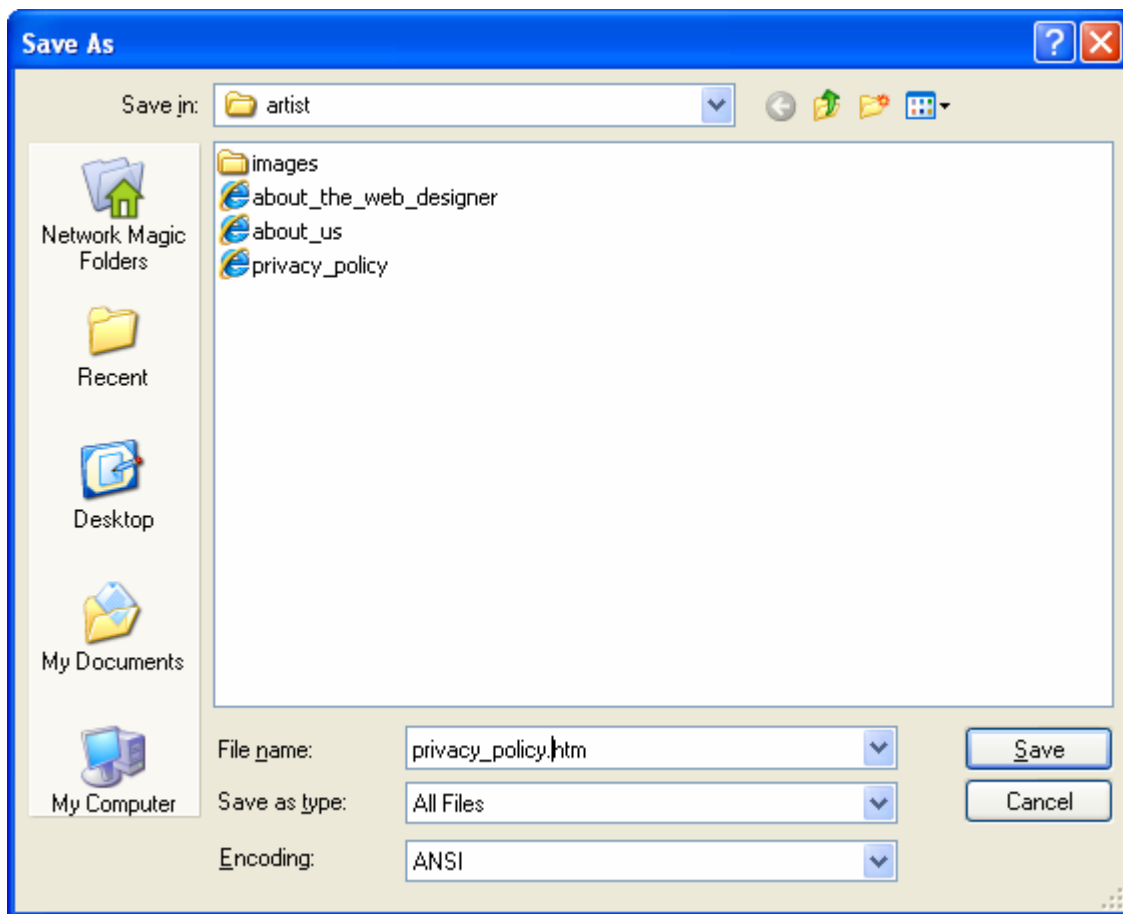 Save As
Save in: artist
images
about_the_web_designer
about_us
privacy_policy
Network Magic
Folders
Recent
Desktop
My Documents
My Computer
File name: privacy_policy.htm Save
Save as type: All Files Cancel
Encoding: ANSI